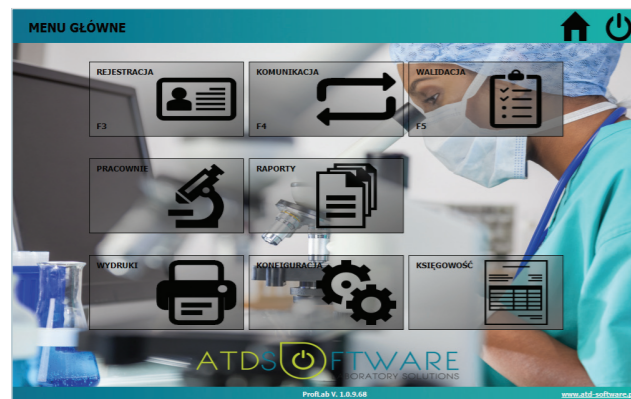 MENU GŁÓWNE
REJESTRACJA
F3
KOMUNIKACJA
F4
WALIDACJA
F5
PRACOWNIE
RAPORTY
WYDRUKI
KONFIGURACJA
KSIĘGOWOŚĆ
ATDSOFTWARE
LABORATORY SOLUTIONS
ProfLab V. 1.0.9.68
www.atd-software.p